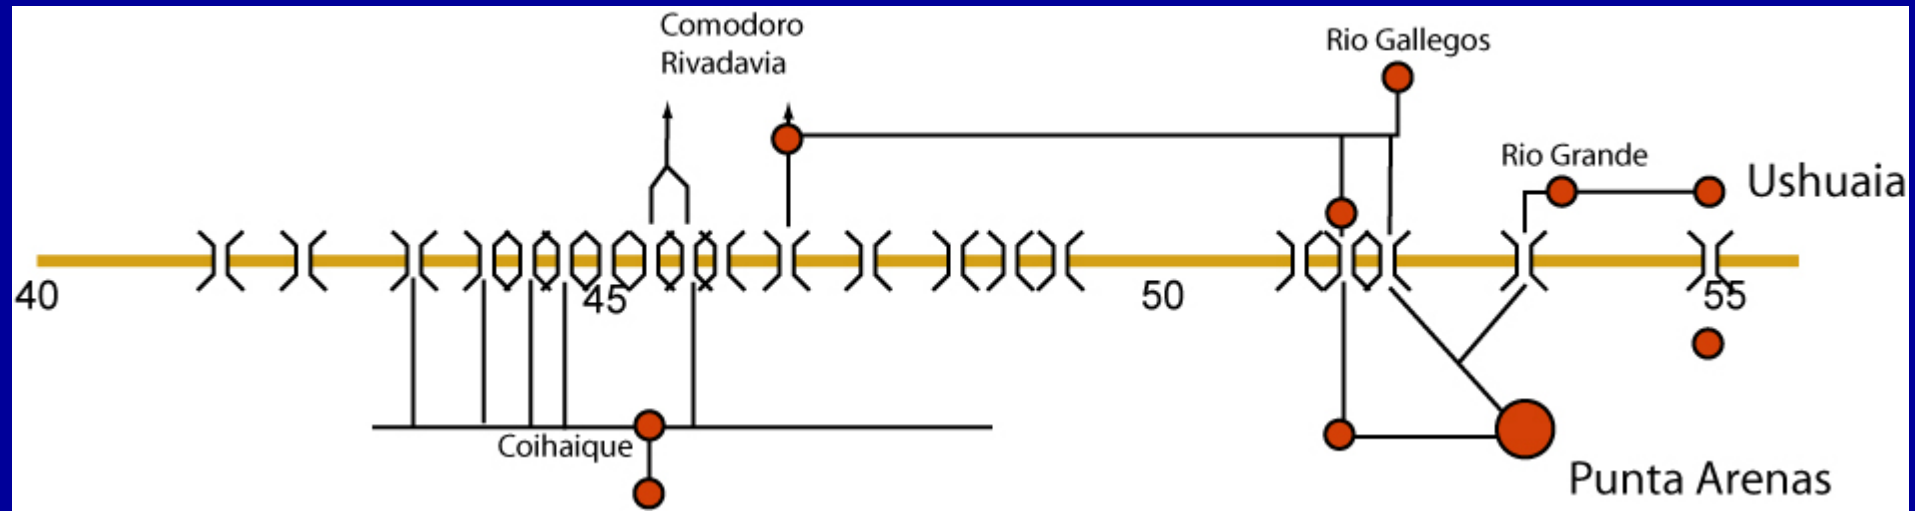 Comodoro
Rivadavia
Rio Gallegos
Rio Grande
Ushuaia
40
45
50
55
Coihaique
Punta Arenas